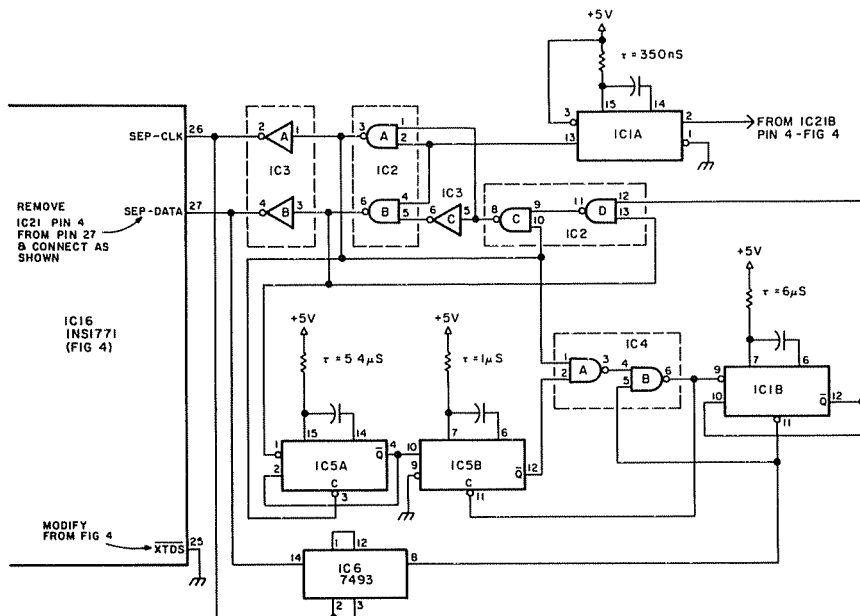 +5V
τ = 350nS
3
15
14
IC1A
2
FROM IC21B
PIN 4-FIG 4
13
1
SEP-CLK
26
2
A
1
IC3
3
A
1
2
IC2
REMOVE
IC21 PIN 4
FROM PIN 27
& CONNECT AS
SHOWN
SEP-DATA
27
4
B
3
6
B
4
5
IC3
6
C
5
8
C
9
10
11
D
12
13
IC2
IC16
INS1771
(FIG 4)
+5V
τ = 5.4µS
+5V
τ = 1µS
+5V
τ = 6µS
IC4
1
2
A
3
4
5
B
6
7
6
9
10
IC1B
Q̅
12
11
15
14
1
2
IC5A
Q̅
4
C
3
7
6
10
9
IC5B
Q̅
12
C
11
MODIFY
FROM FIG 4
X̅T̅D̅S̅
25
1
12
14
IC6
7493
8
2
3